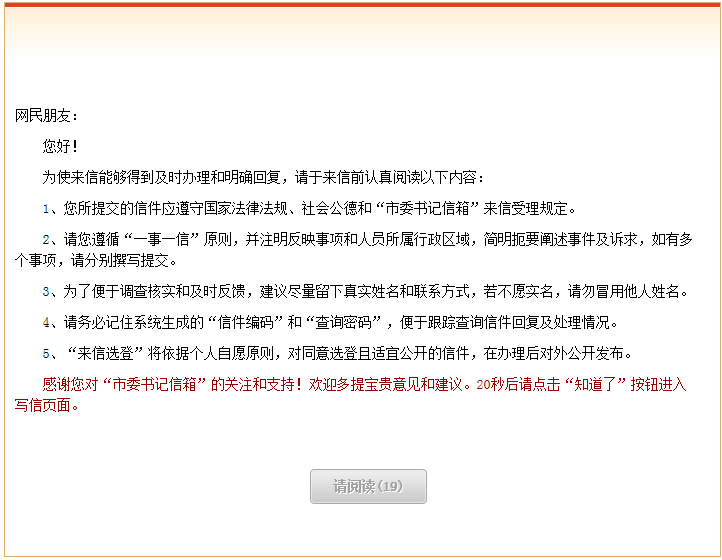 网民朋友：
您好！
为使来信能够得到及时办理和明确回复，请于来信前认真阅读以下内容：
1、您所提交的信件应遵守国家法律法规、社会公德和“市委书记信箱”来信受理规定。
2、请您遵循“一事一信”原则，并注明反映事项和人员所属行政区域，简明扼要阐述事件及诉求，如有多
个事项，请分别撰写提交。
3、为了便于调查核实和及时反馈，建议尽量留下真实姓名和联系方式，若不愿实名，请勿冒用他人姓名。
4、请务必记住系统生成的“信件编码”和“查询密码”，便于跟踪查询信件回复及处理情况。
5、“来信选登”将依据个人自愿原则，对同意选登且适宜公开的信件，在办理后对外公开发布。
感谢您对“市委书记信箱”的关注和支持！欢迎多提宝贵意见和建议。20秒后请点击“知道了”按钮进入
写信页面。
请阅读(19)